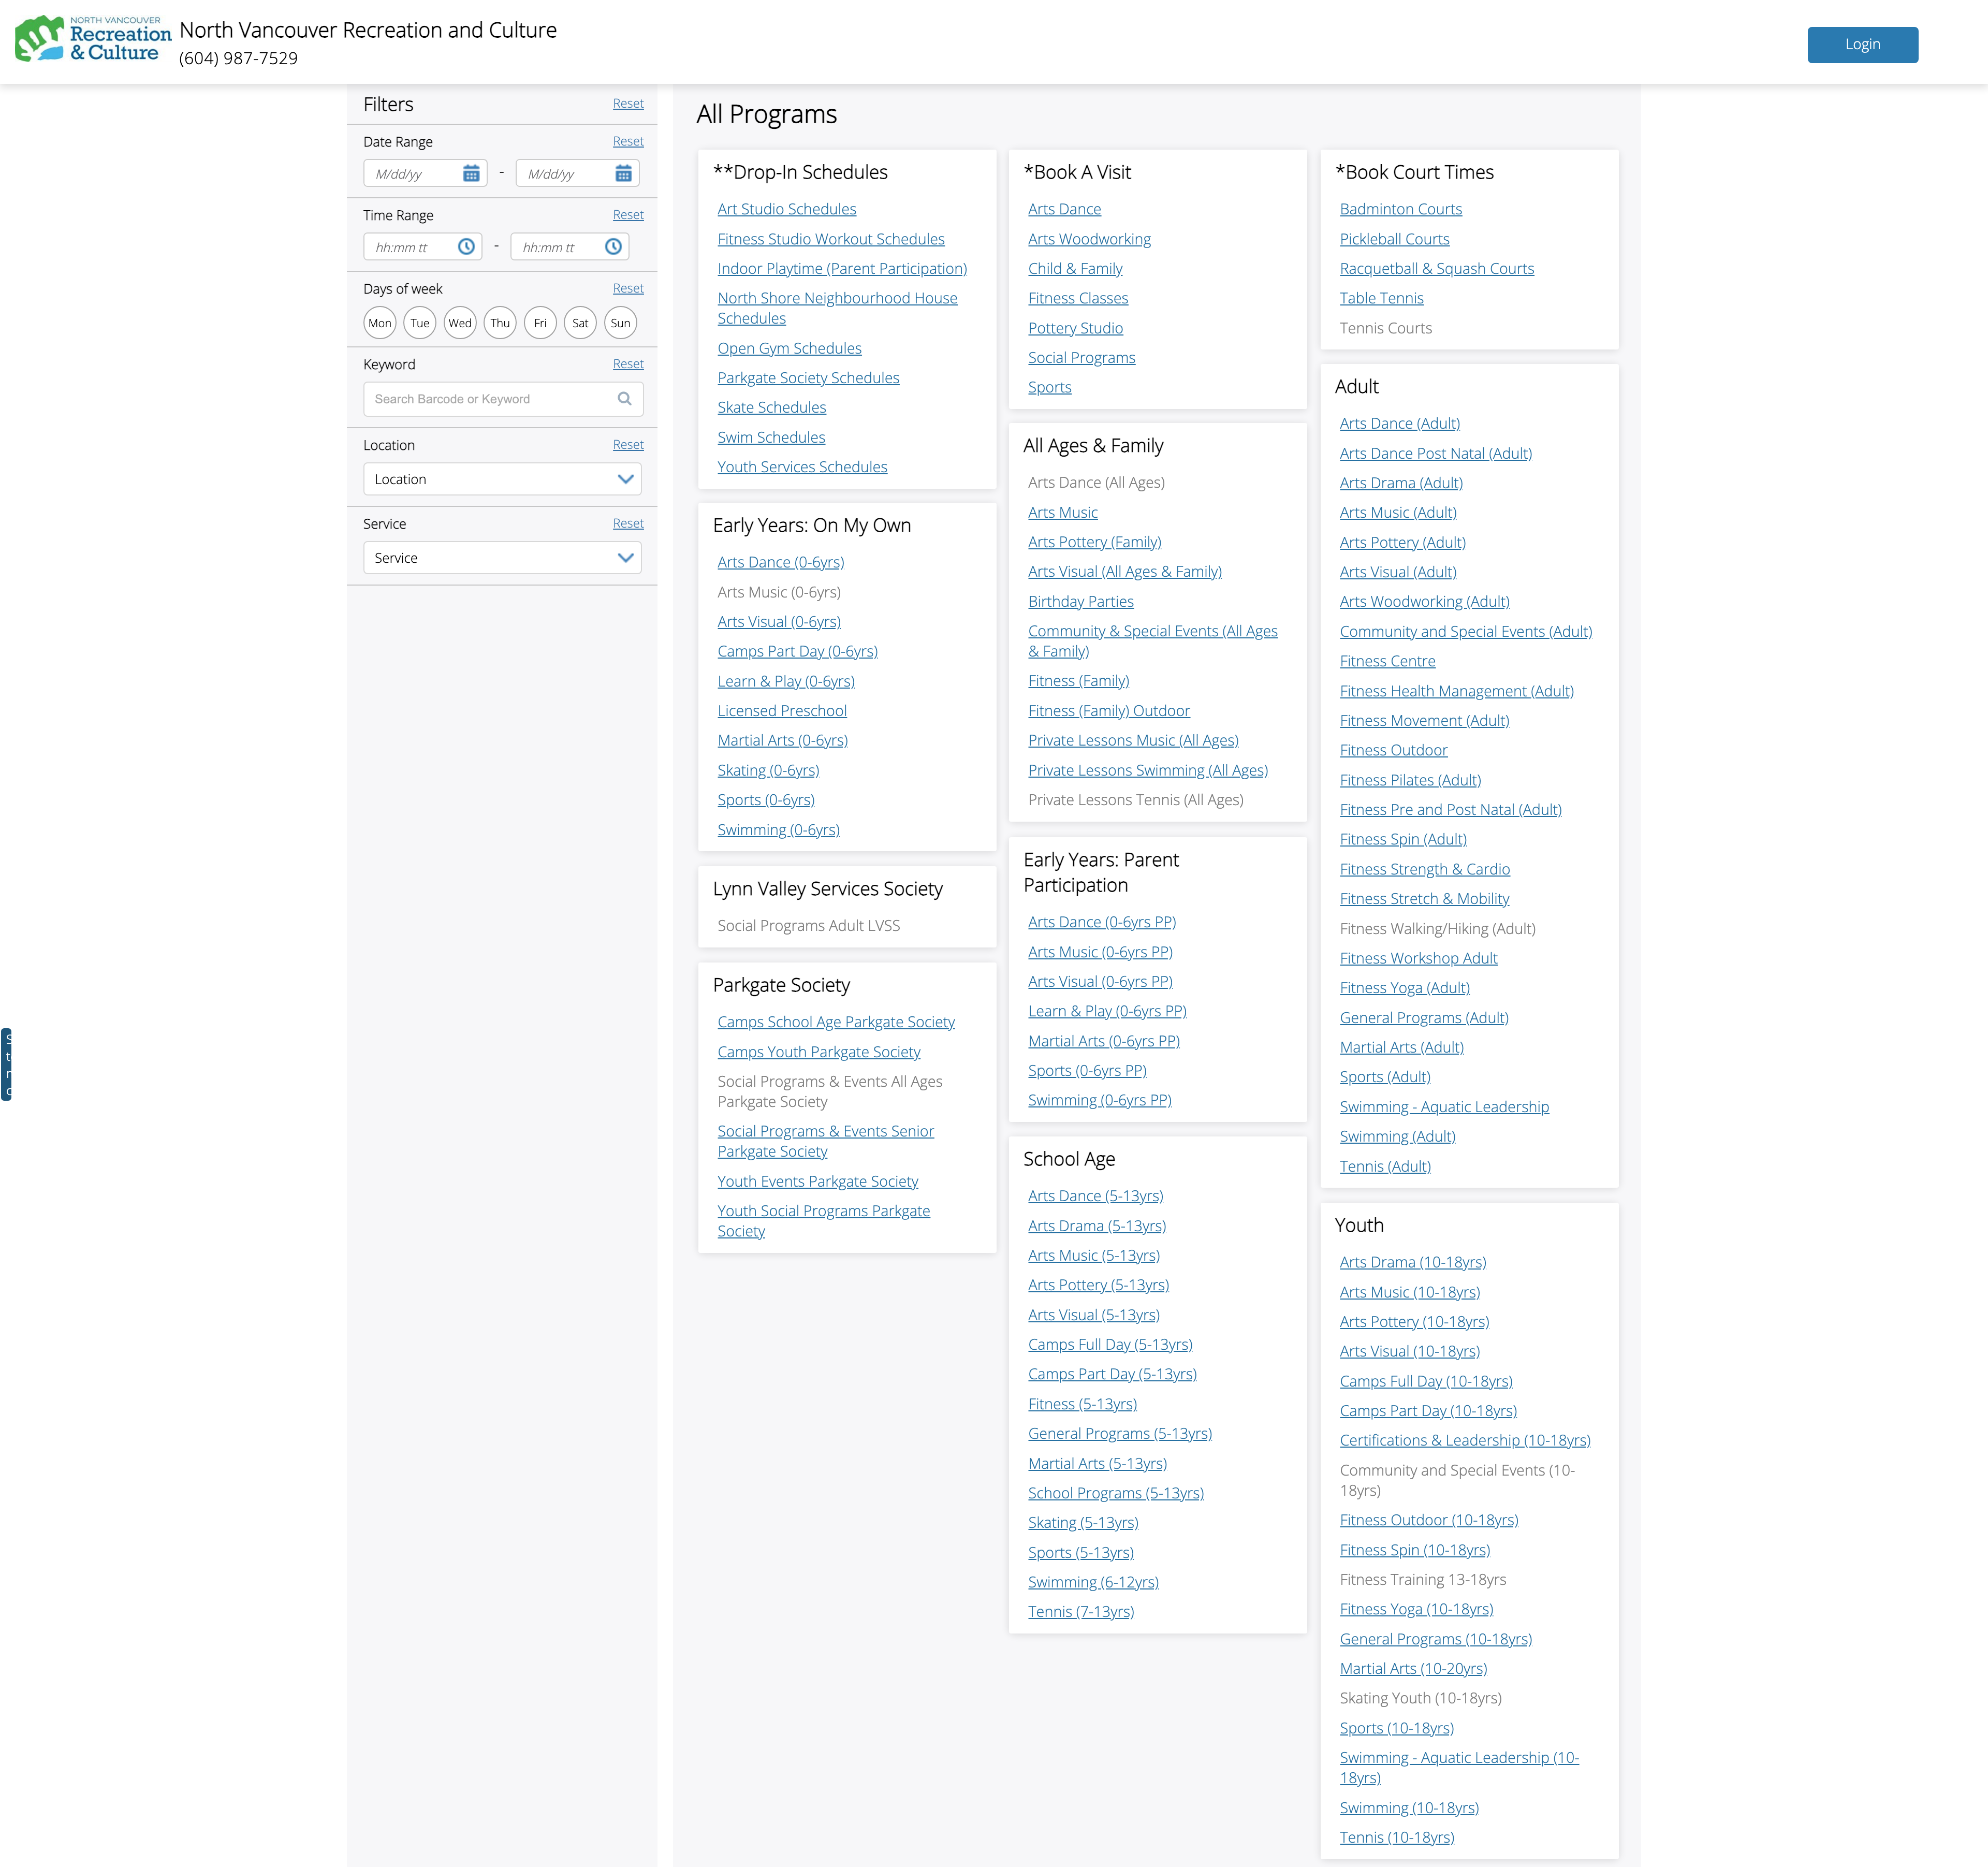 NORTH VANCOUVER
Recreation
& Culture
North Vancouver Recreation and Culture
(604) 987-7529
Login
Filters
Reset
Date Range
Reset
M/dd/yy
-
M/dd/yy
Time Range
Reset
hh:mm tt
-
hh:mm tt
Days of week
Reset
Mon
Tue
Wed
Thu
Fri
Sat
Sun
Keyword
Reset
Search Barcode or Keyword
Location
Reset
Location
Service
Reset
Service
All Programs
**Drop-In Schedules
Art Studio Schedules
Fitness Studio Workout Schedules
Indoor Playtime (Parent Participation)
North Shore Neighbourhood House
Schedules
Open Gym Schedules
Parkgate Society Schedules
Skate Schedules
Swim Schedules
Youth Services Schedules
Early Years: On My Own
Arts Dance (0-6yrs)
Arts Music (0-6yrs)
Arts Visual (0-6yrs)
Camps Part Day (0-6yrs)
Learn & Play (0-6yrs)
Licensed Preschool
Martial Arts (0-6yrs)
Skating (0-6yrs)
Sports (0-6yrs)
Swimming (0-6yrs)
Lynn Valley Services Society
Social Programs Adult LVSS
Parkgate Society
Camps School Age Parkgate Society
Camps Youth Parkgate Society
Social Programs & Events All Ages
Parkgate Society
Social Programs & Events Senior
Parkgate Society
Youth Events Parkgate Society
Youth Social Programs Parkgate
Society
*Book A Visit
Arts Dance
Arts Woodworking
Child & Family
Fitness Classes
Pottery Studio
Social Programs
Sports
All Ages & Family
Arts Dance (All Ages)
Arts Music
Arts Pottery (Family)
Arts Visual (All Ages & Family)
Birthday Parties
Community & Special Events (All Ages
& Family)
Fitness (Family)
Fitness (Family) Outdoor
Private Lessons Music (All Ages)
Private Lessons Swimming (All Ages)
Private Lessons Tennis (All Ages)
Early Years: Parent
Participation
Arts Dance (0-6yrs PP)
Arts Music (0-6yrs PP)
Arts Visual (0-6yrs PP)
Learn & Play (0-6yrs PP)
Martial Arts (0-6yrs PP)
Sports (0-6yrs PP)
Swimming (0-6yrs PP)
School Age
Arts Dance (5-13yrs)
Arts Drama (5-13yrs)
Arts Music (5-13yrs)
Arts Pottery (5-13yrs)
Arts Visual (5-13yrs)
Camps Full Day (5-13yrs)
Camps Part Day (5-13yrs)
Fitness (5-13yrs)
General Programs (5-13yrs)
Martial Arts (5-13yrs)
School Programs (5-13yrs)
Skating (5-13yrs)
Sports (5-13yrs)
Swimming (6-12yrs)
Tennis (7-13yrs)
*Book Court Times
Badminton Courts
Pickleball Courts
Racquetball & Squash Courts
Table Tennis
Tennis Courts
Adult
Arts Dance (Adult)
Arts Dance Post Natal (Adult)
Arts Drama (Adult)
Arts Music (Adult)
Arts Pottery (Adult)
Arts Visual (Adult)
Arts Woodworking (Adult)
Community and Special Events (Adult)
Fitness Centre
Fitness Health Management (Adult)
Fitness Movement (Adult)
Fitness Outdoor
Fitness Pilates (Adult)
Fitness Pre and Post Natal (Adult)
Fitness Spin (Adult)
Fitness Strength & Cardio
Fitness Stretch & Mobility
Fitness Walking/Hiking (Adult)
Fitness Workshop Adult
Fitness Yoga (Adult)
General Programs (Adult)
Martial Arts (Adult)
Sports (Adult)
Swimming - Aquatic Leadership
Swimming (Adult)
Tennis (Adult)
Youth
Arts Drama (10-18yrs)
Arts Music (10-18yrs)
Arts Pottery (10-18yrs)
Arts Visual (10-18yrs)
Camps Full Day (10-18yrs)
Camps Part Day (10-18yrs)
Certifications & Leadership (10-18yrs)
Community and Special Events (10-
18yrs)
Fitness Outdoor (10-18yrs)
Fitness Spin (10-18yrs)
Fitness Training 13-18yrs
Fitness Yoga (10-18yrs)
General Programs (10-18yrs)
Martial Arts (10-20yrs)
Skating Youth (10-18yrs)
Sports (10-18yrs)
Swimming - Aquatic Leadership (10-
18yrs)
Swimming (10-18yrs)
Tennis (10-18yrs)